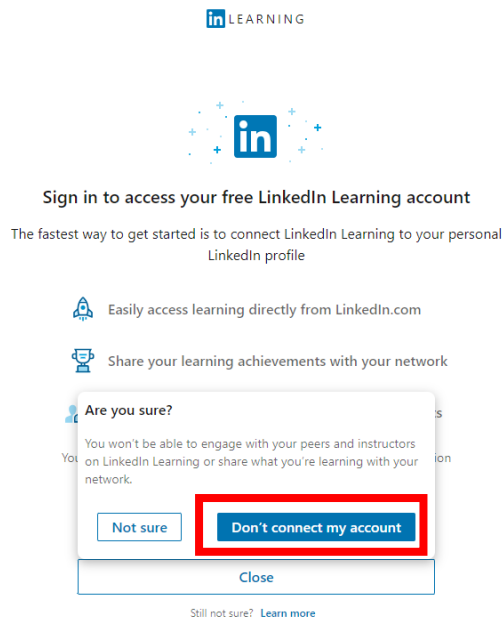 in LEARNING
in
Sign in to access your free LinkedIn Learning account
The fastest way to get started is to connect LinkedIn Learning to your personal
LinkedIn profile
Easily access learning directly from LinkedIn.com
Share your learning achievements with your network
Are you sure?
You won't be able to engage with your peers and instructors
on LinkedIn Learning or share what you're learning with your
network.
Not sure
Don't connect my account
Close
Still not sure? Learn more